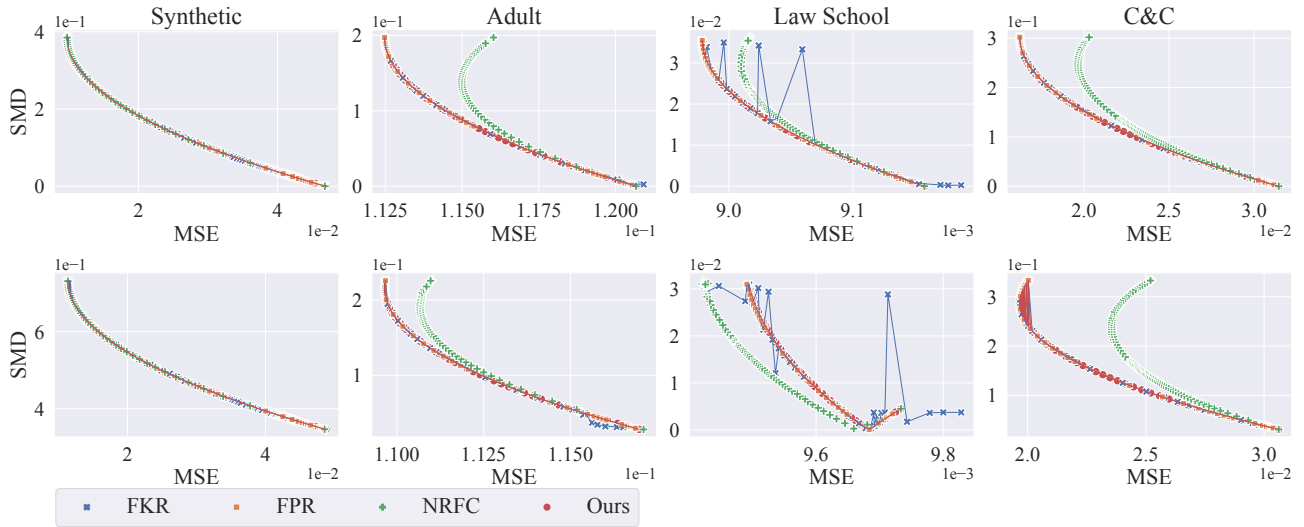 Synthetic Adult Law School C&C
1e−1 1e−1 1e−2 1e−1
SMD
4 2 3 3
2 1 2 2
1 1
0 0 0 0
2 4 1.125 1.150 1.175 1.200 9.0 9.1 2.0 2.5 3.0
MSE 1e−2 MSE 1e−1 MSE 1e−3 MSE 1e−2
1e−1 1e−1 1e−2 1e−1
SMD
6 2 3 3
4 1 2 2
1 1
0
2 4 1.100 1.125 1.150 9.6 9.8 2.0 2.5 3.0
MSE 1e−2 MSE 1e−1 MSE 1e−3 MSE 1e−2
FKR FPR NRFC Ours